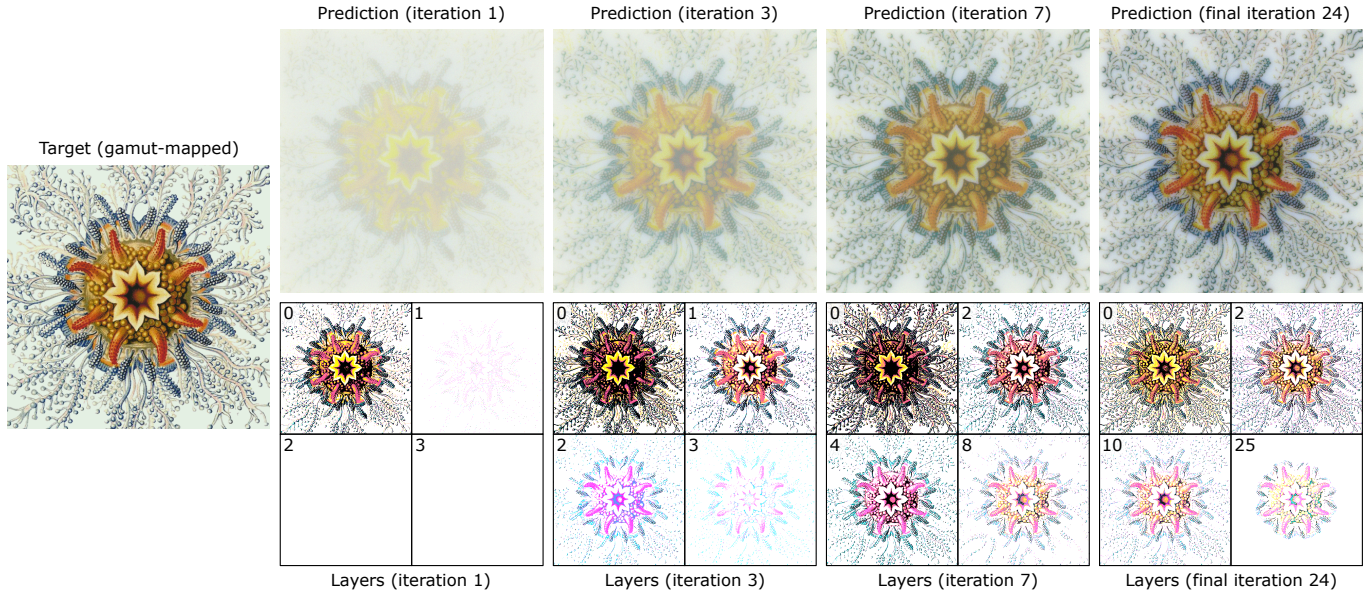 Prediction (iteration 1)
Prediction (iteration 3)
Prediction (iteration 7)
Prediction (final iteration 24)
Target (gamut-mapped)
0
1
2
3
0
1
2
3
0
2
4
8
0
2
10
25
Layers (iteration 1)
Layers (iteration 3)
Layers (iteration 7)
Layers (final iteration 24)